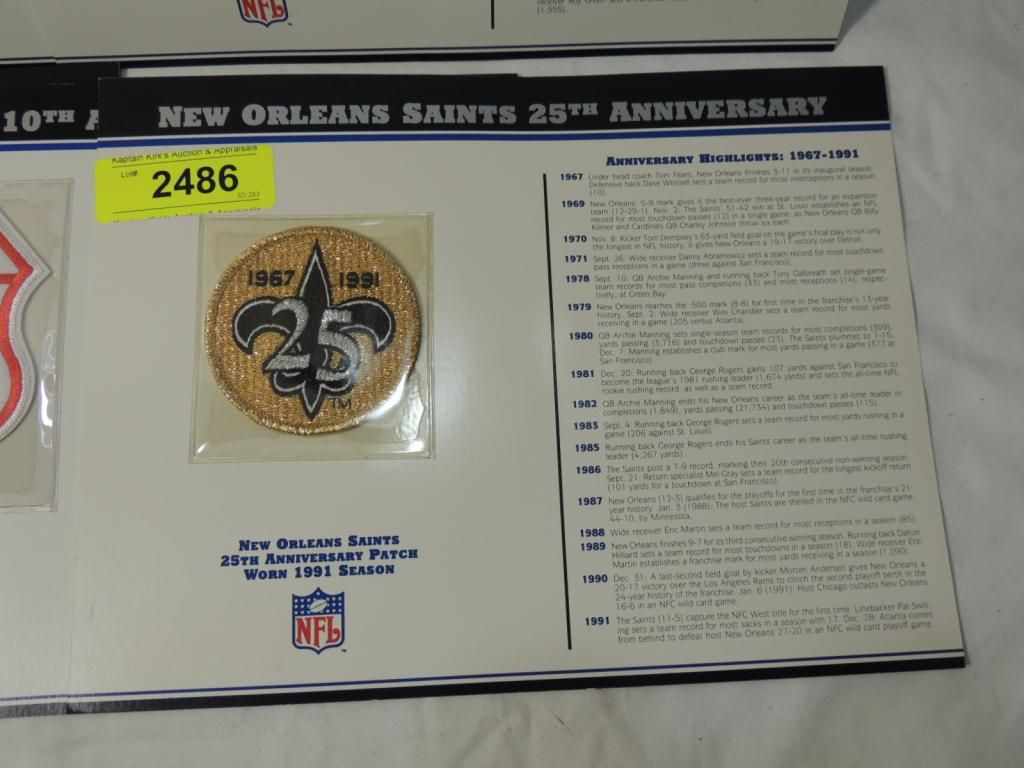 NFL
receiver Roy Green sets a franchise record
(1,555).
10TH A
NEW ORLEANS SAINTS 25TH ANNIVERSARY
Kaptain Kirk's Auction & Appraisals
Lot# 2486
ID:283
1967 1991
25
TM
NEW ORLEANS SAINTS
25TH ANNIVERSARY PATCH
WORN 1991 SEASON
NFL
ANNIVERSARY HIGHLIGHTS: 1967-1991
1967 Under head coach Tom Fears, New Orleans finishes 3-11 in its inaugural season.
Defensive back Dave Whitsell sets a team record for most interceptions in a season
(10).
1969 New Orleans' 5-9 mark gives it the best-ever three-year record for an expansion
team (12-29-1). Nov. 2: The Saints' 51-42 win at St. Louis establishes an NFL
record for most touchdown passes (12) in a single game, as New Orleans QB Billy
Kilmer and Cardinals QB Charley Johnson throw six each.
1970 Nov. 8: Kicker Tom Dempsey's 63-yard field goal on the game's final play is not only
the longest in NFL history, it gives New Orleans a 19-17 victory over Detroit.
1971 Sept. 26: Wide receiver Danny Abramowicz sets a team record for most touchdown
pass receptions in a game (three against San Francisco).
1978 Sept. 10: QB Archie Manning and running back Tony Galbreath set single-game
team records for most pass completions (33) and most receptions (14), respec-
tively, at Green Bay.
1979 New Orleans reaches the .500 mark (8-8) for first time in the franchise's 13-year
history. Sept. 2: Wide receiver Wes Chandler sets a team record for most yards
receiving in a game (205 versus Atlanta).
1980 QB Archie Manning sets single-season team records for most completions (309),
yards passing (3,716) and touchdown passes (23). The Saints plummet to 1-15.
Dec. 7: Manning establishes a club mark for most yards passing in a game (377 at
San Francisco).
1981 Dec. 20: Running back George Rogers gains 107 yards against San Francisco to
become the league's 1981 rushing leader (1,674 yards) and sets the all-time NFL
rookie rushing record, as well as a team record.
1982 QB Archie Manning ends his New Orleans career as the team's all-time leader in
completions (1,849), yards passing (21,734) and touchdown passes (115).
1983 Sept. 4: Running back George Rogers sets a team record for most yards rushing in a
game (206 against St. Louis).
1985 Running back George Rogers ends his Saints career as the team's all-time rushing
leader (4,267 yards).
1986 The Saints post a 7-9 record, marking their 20th consecutive non-winning season.
Sept. 21: Return specialist Mel Gray sets a team record for the longest kickoff return
(101 yards for a touchdown at San Francisco).
1987 New Orleans (12-3) qualifies for the playoffs for the first time in the franchise's 21-
year history. Jan. 3 (1988): The host Saints are shelled in the NFC wild card game,
44-10, by Minnesota.
1988 Wide receiver Eric Martin sets a team record for most receptions in a season (85).
1989 New Orleans finishes 9-7 for its third consecutive winning season. Running back Dalton
Hilliard sets a team record for most touchdowns in a season (18). Wide receiver Eric
Martin establishes a franchise mark for most yards receiving in a season (1,090).
1990 Dec. 31: A last-second field goal by kicker Morten Andersen gives New Orleans a
20-17 victory over the Los Angeles Rams to clinch the second playoff berth in the
24-year history of the franchise. Jan. 6 (1991): Host Chicago outlasts New Orleans
16-6 in an NFC wild card game.
1991 The Saints (11-5) capture the NFC West title for the first time. Linebacker Pat Swill-
ing sets a team record for most sacks in a season with 17. Dec. 28: Atlanta comes
from behind to defeat host New Orleans 27-20 in an NFC wild card playoff game.